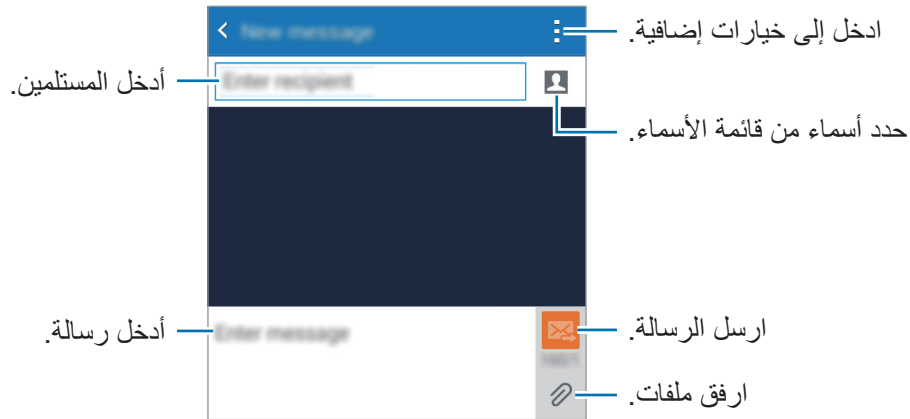 New message
ادخل إلى خيارات إضافية.
Enter recipient
أدخل المستلمين.
حدد أسماء من قائمة الأسماء.
Enter message
أدخل رسالة.
ارسل الرسالة.
ارفق ملفات.